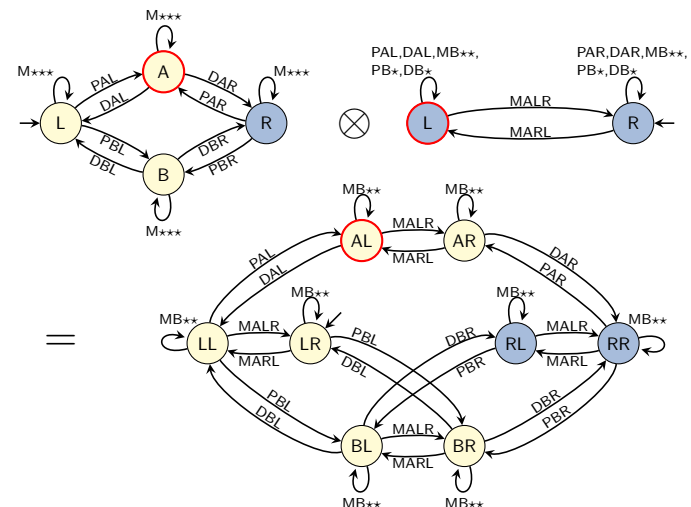 M⋆⋆⋆
M⋆⋆⋆
PAL
DAL
A
DAR
PAR
M⋆⋆⋆
L
R
PBL
DBL
DBR
PBR
B
M⋆⋆⋆
⊗
PAL,DAL,MB⋆⋆,
PB⋆,DB⋆
PAR,DAR,MB⋆⋆,
PB⋆,DB⋆
L
MALR
MARL
R
=
MB⋆⋆
MB⋆⋆
AL
MALR
MARL
AR
PAL
DAL
DAR
PAR
MB⋆⋆
MB⋆⋆
MB⋆⋆
MB⋆⋆
LL
MALR
MARL
LR
PBL
DBL
DBR
PBR
RL
MALR
MARL
RR
PBL
DBL
DBR
PBR
BL
MALR
MARL
BR
MB⋆⋆
MB⋆⋆